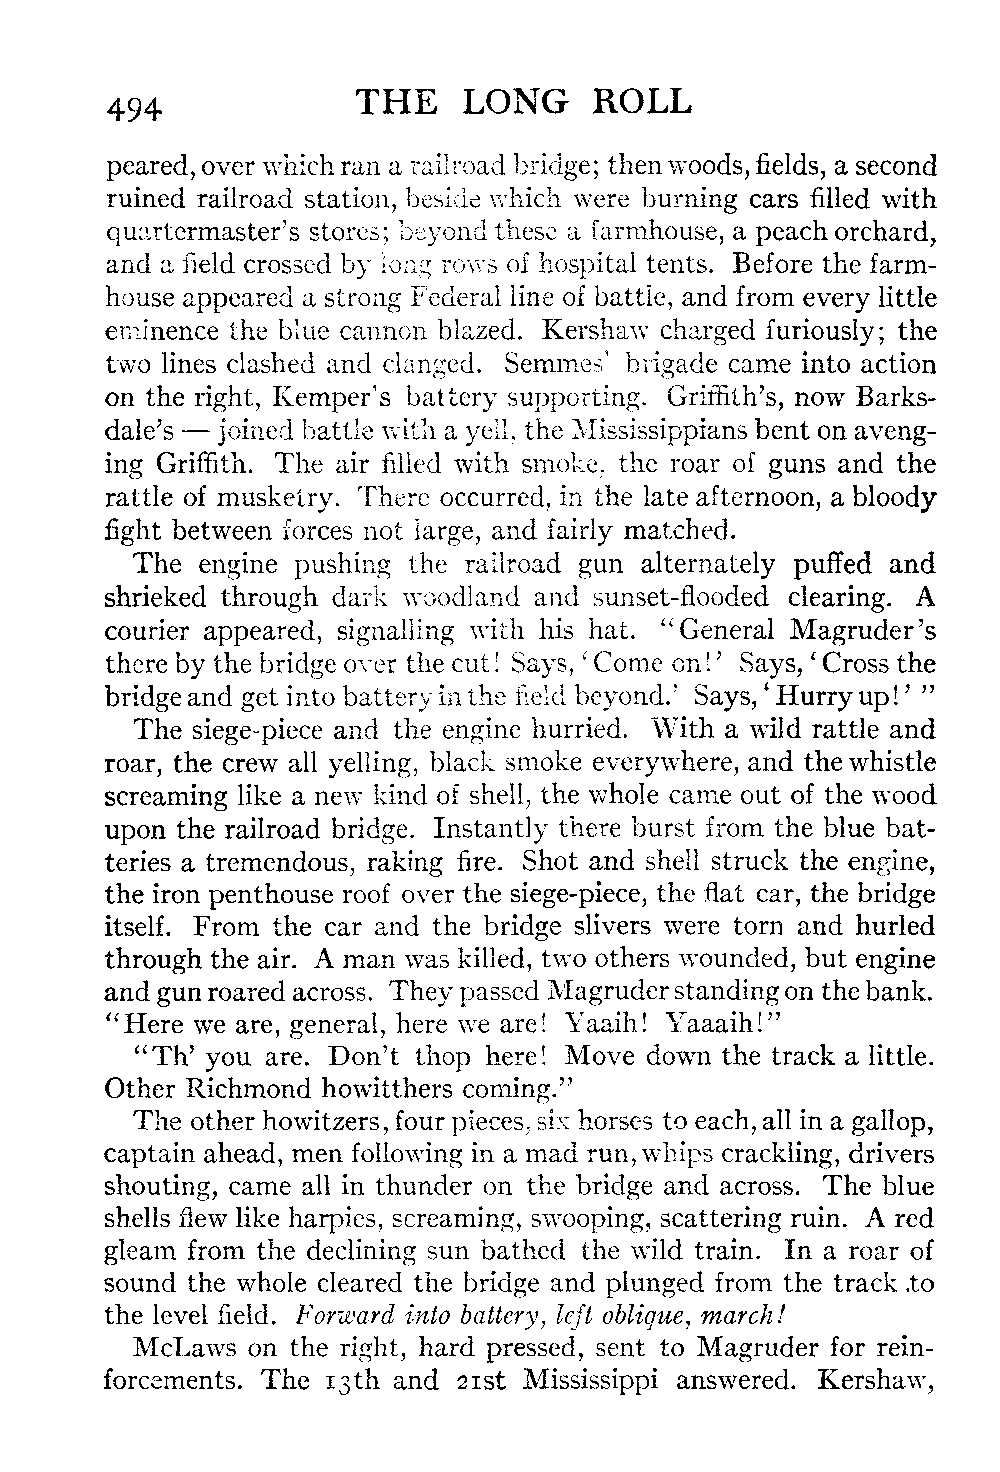 494 THE LONG ROLL
peared, over which ran a railroad bridge; then woods, fields, a second
ruined railroad station, beside which were burning cars filled with
quartermaster's stores; beyond these a farmhouse, a peach orchard,
and a field crossed by long rows of hospital tents. Before the farm-
house appeared a strong Federal line of battle, and from every little
eminence the blue cannon blazed. Kershaw charged furiously; the
two lines clashed and clanged. Semmes' brigade came into action
on the right, Kemper's battery supporting. Griffith's, now Barks-
dale's — joined battle with a yell, the Mississippians bent on aveng-
ing Griffith. The air filled with smoke, the roar of guns and the
rattle of musketry. There occurred, in the late afternoon, a bloody
fight between forces not large, and fairly matched.
The engine pushing the railroad gun alternately puffed and
shrieked through dark woodland and sunset-flooded clearing. A
courier appeared, signalling with his hat. "General Magruder's
there by the bridge over the cut! Says, 'Come on!' Says, 'Cross the
bridge and get into battery in the field beyond.' Says, 'Hurry up!' "
The siege-piece and the engine hurried. With a wild rattle and
roar, the crew all yelling, black smoke everywhere, and the whistle
screaming like a new kind of shell, the whole came out of the wood
upon the railroad bridge. Instantly there burst from the blue bat-
teries a tremendous, raking fire. Shot and shell struck the engine,
the iron penthouse roof over the siege-piece, the flat car, the bridge
itself. From the car and the bridge slivers were torn and hurled
through the air. A man was killed, two others wounded, but engine
and gun roared across. They passed Magruder standing on the bank.
"Here we are, general, here we are! Yaaih! Yaaaih!"
"Th' you are. Don't thop here! Move down the track a little.
Other Richmond howitthers coming."
The other howitzers, four pieces, six horses to each, all in a gallop,
captain ahead, men following in a mad run, whips crackling, drivers
shouting, came all in thunder on the bridge and across. The blue
shells flew like harpies, screaming, swooping, scattering ruin. A red
gleam from the declining sun bathed the wild train. In a roar of
sound the whole cleared the bridge and plunged from the track .to
the level field. Forward into battery, left oblique, march!
McLaws on the right, hard pressed, sent to Magruder for rein-
forcements. The 13th and 21st Mississippi answered. Kershaw,